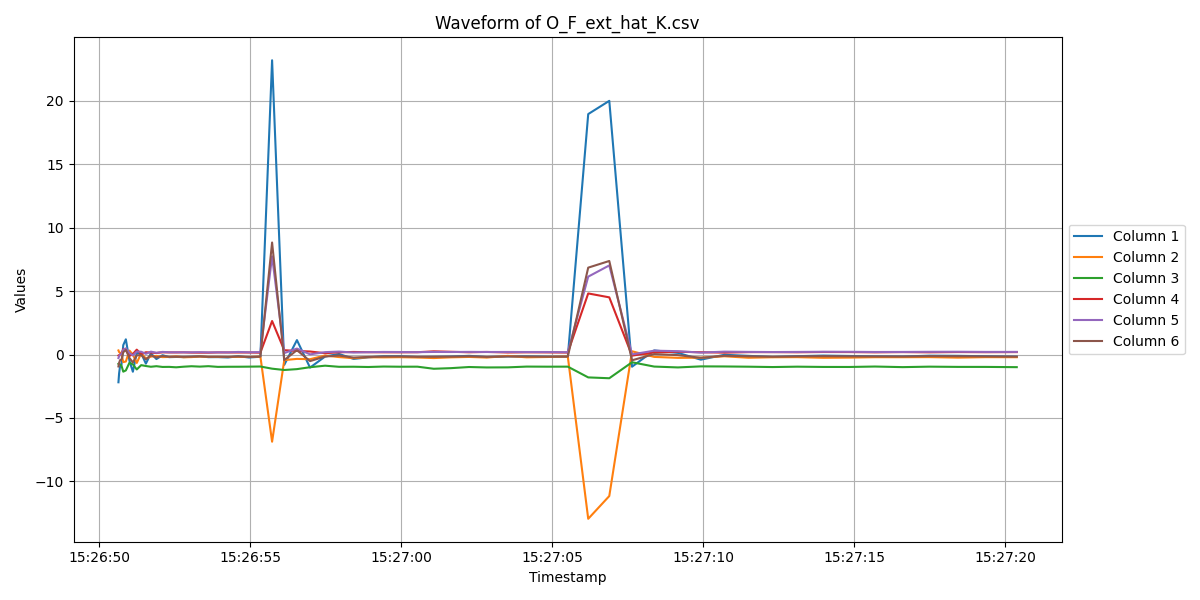 Waveform of O_F_ext_hat_K.csv
Values
20
15
10
5
0
−5
−10
15:26:50
15:26:55
15:27:00
15:27:05
15:27:10
15:27:15
15:27:20
Timestamp
Column 1
Column 2
Column 3
Column 4
Column 5
Column 6